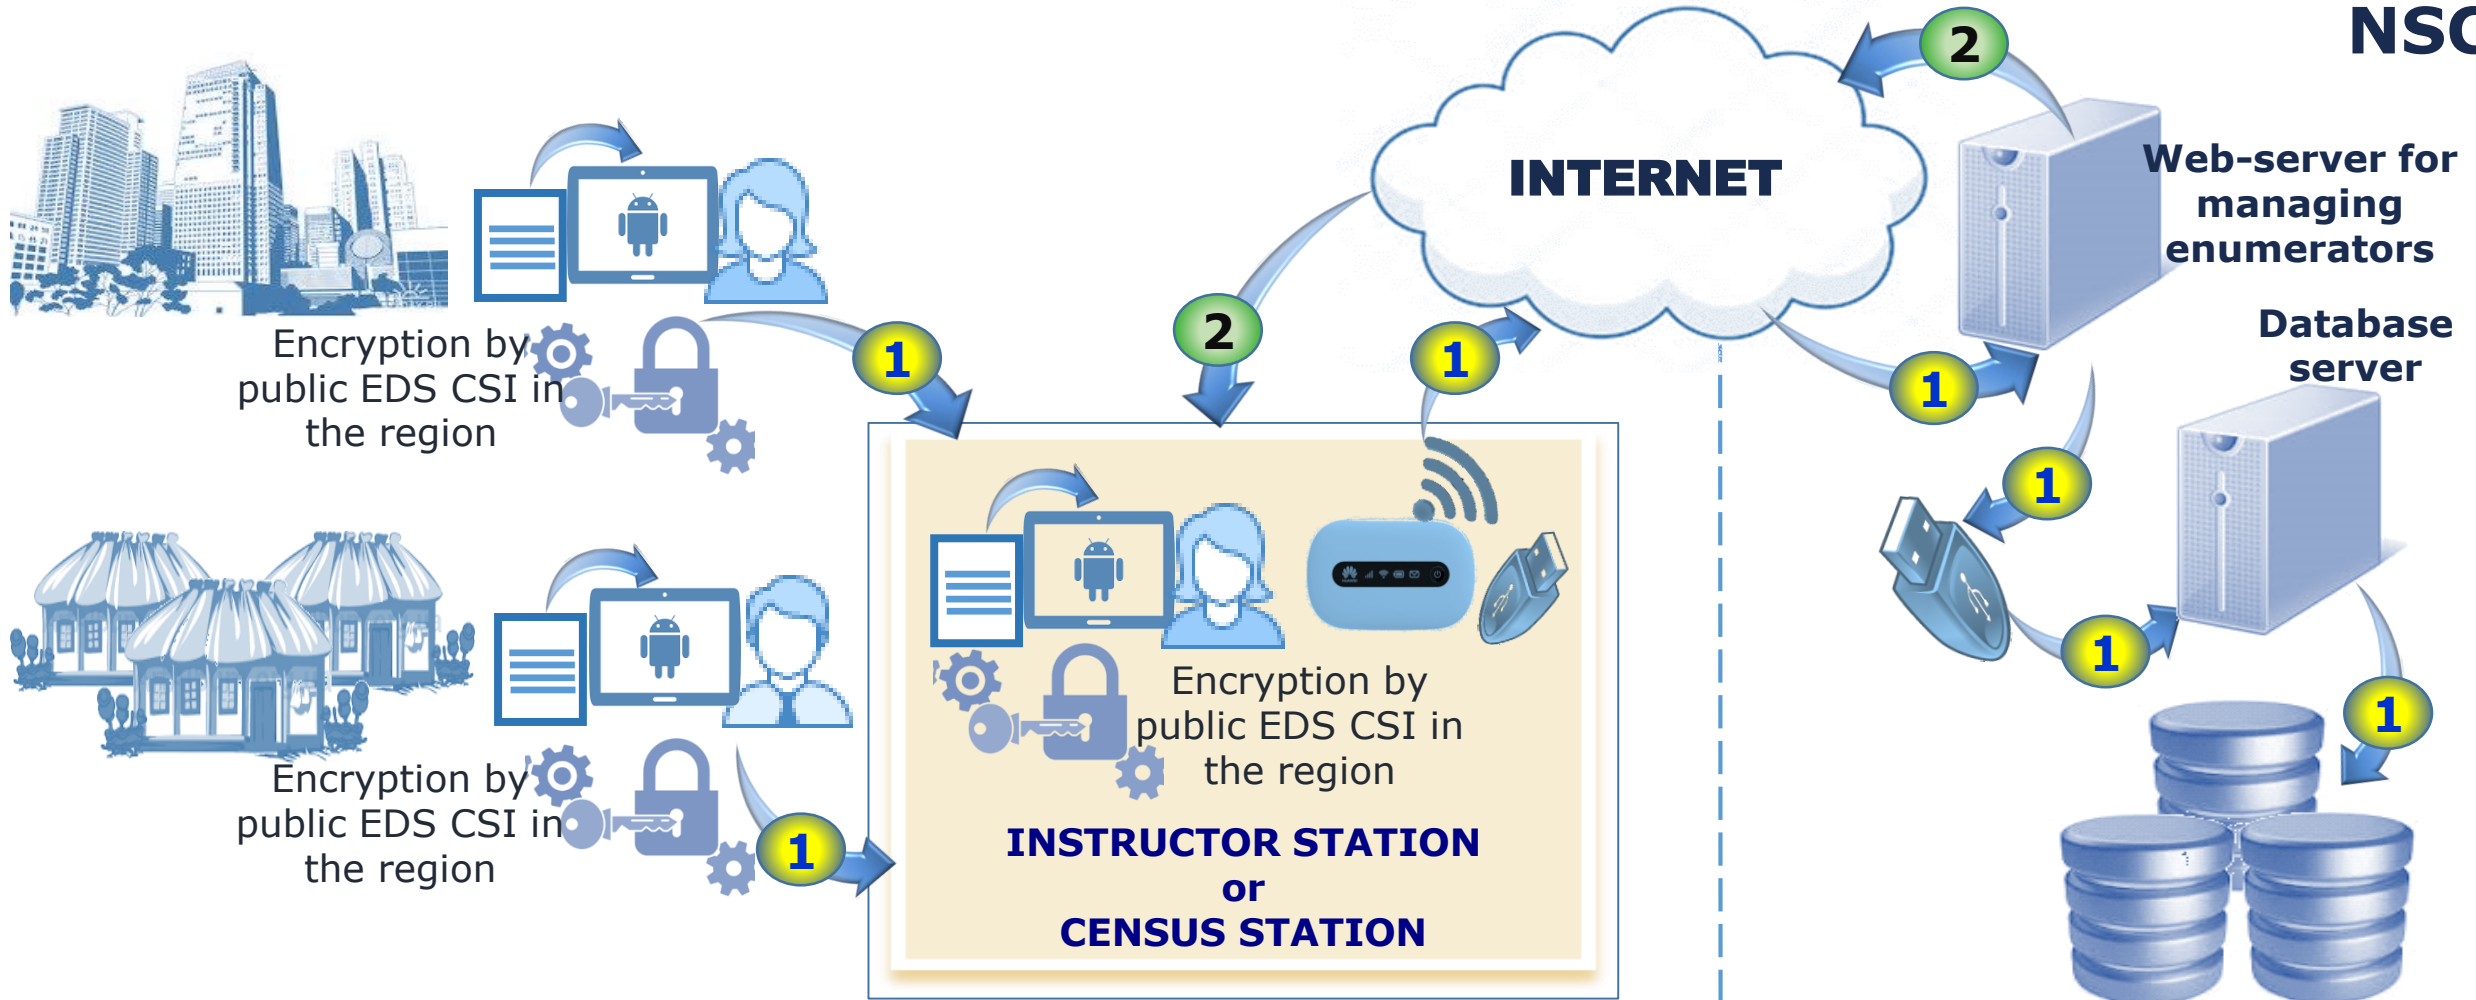 NSC
2
INTERNET
Web-server for
managing
enumerators
Database
server
Encryption by
public EDS CSI in
the region
1
2
1
1
1
1
1
Encryption by
public EDS CSI in
the region
Encryption by
public EDS CSI in
the region
1
INSTRUCTOR STATION
or
CENSUS STATION